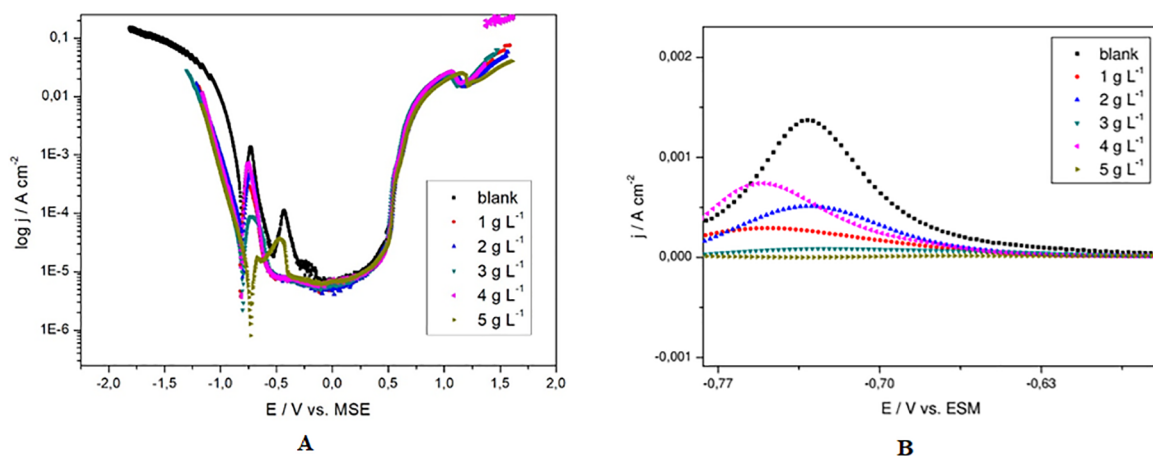 0,1
0,01
1E-3
1E-4
1E-5
1E-6
log j / A cm⁻²
-2,0 -1,5 -1,0 -0,5 0,0 0,5 1,0 1,5 2,0
E / V vs. MSE
blank
1 g L⁻¹
2 g L⁻¹
3 g L⁻¹
4 g L⁻¹
5 g L⁻¹
A
0,002
0,001
0,000
-0,001
j / A cm⁻²
-0,77 -0,70 -0,63
E / V vs. ESM
blank
1 g L⁻¹
2 g L⁻¹
3 g L⁻¹
4 g L⁻¹
5 g L⁻¹
B